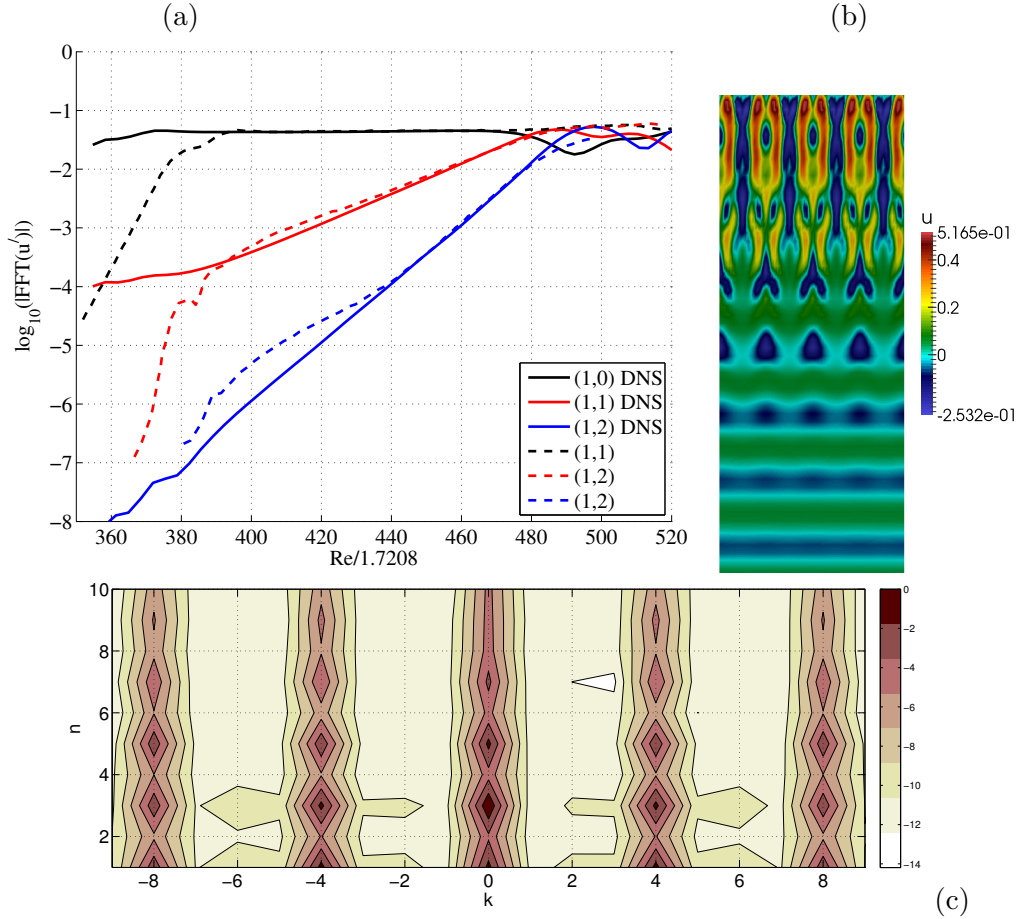 (a)
(b)
0
−1
−2
−3
−4
−5
−6
−7
−8
log10(|FFT(u′)|)
360 380 400 420 440 460 480 500 520
Re/1.7208
(1,0) DNS
(1,1) DNS
(1,2) DNS
(1,1)
(1,2)
(1,2)
u
5.165e-01
0.4
0.2
0
-2.532e-01
10
8
6
4
2
n
−8 −6 −4 −2 0 2 4 6 8
k
0
−2
−4
−6
−8
−10
−12
−14
(c)